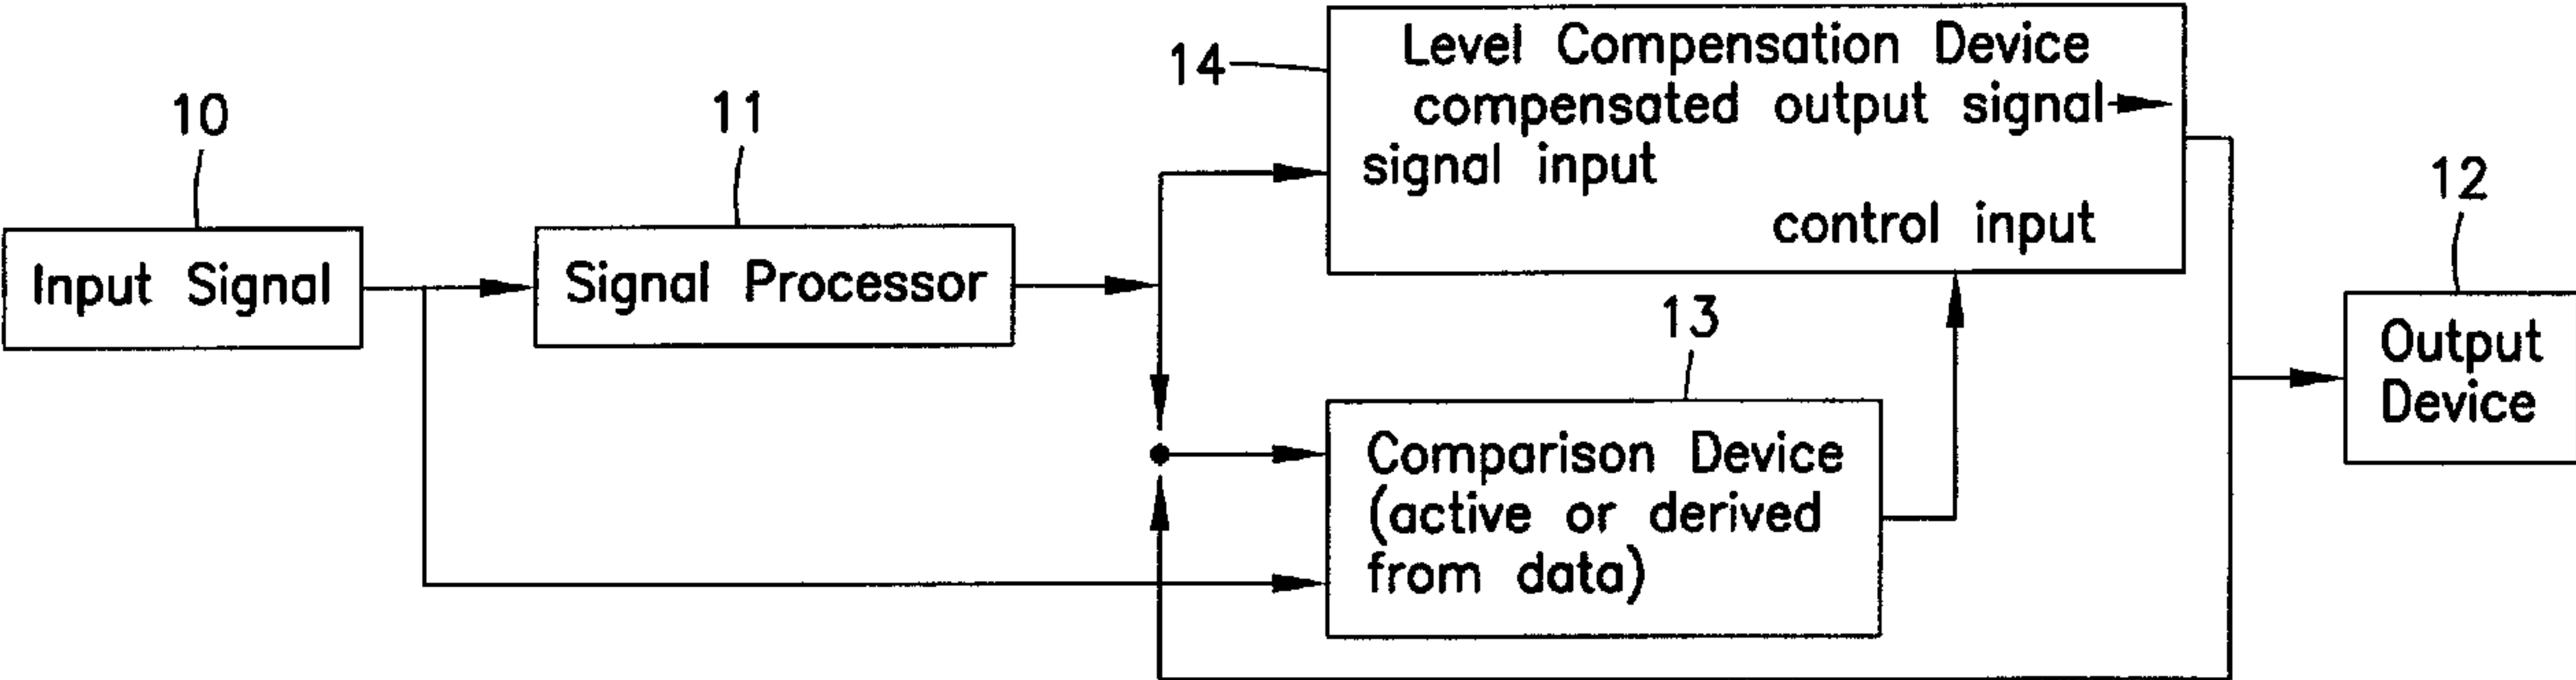 10
Input Signal
11
Signal Processor
14
Level Compensation Device
compensated output signal
signal input
control input
13
Comparison Device
(active or derived
from data)
12
Output
Device